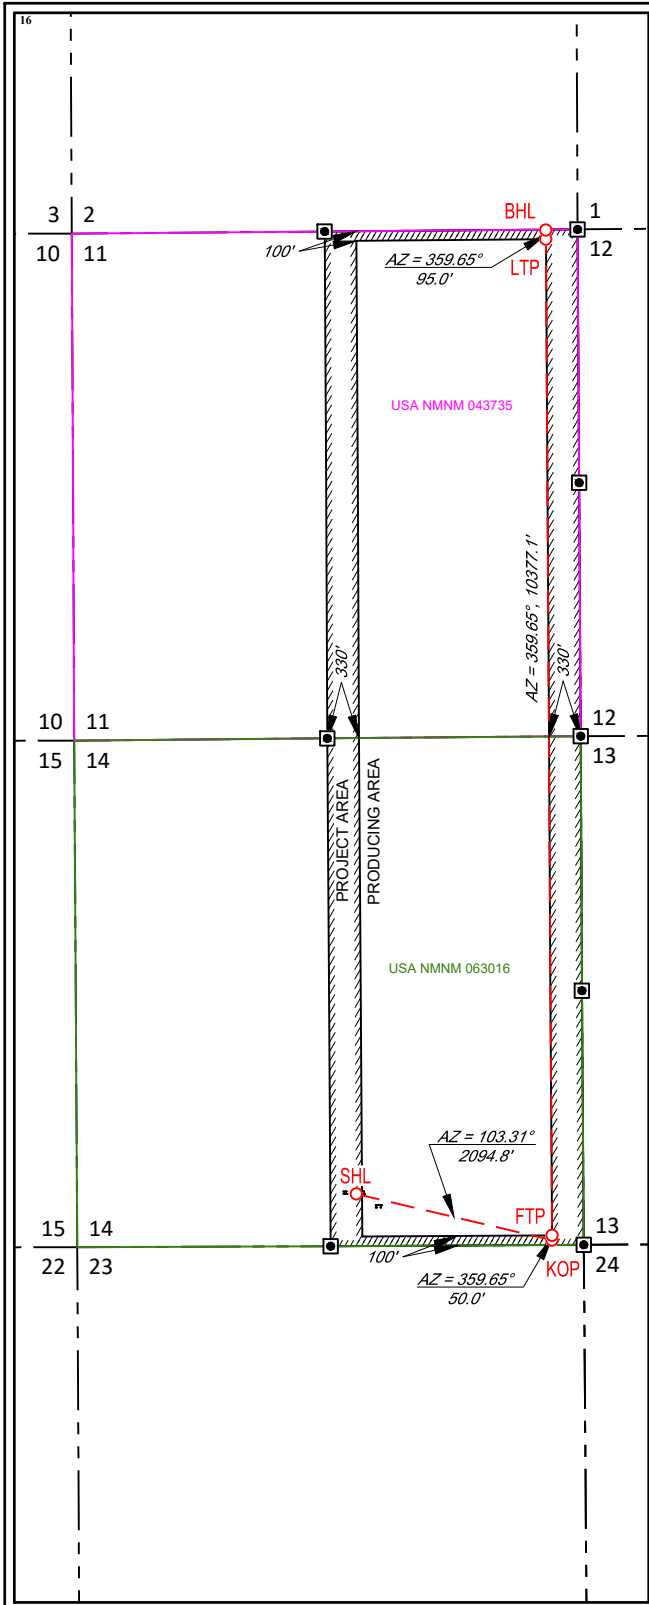 16
BHL
3 2
1
10 11
12
100'
AZ = 359.65°
95.0'
LTP
USA NMNM 043735
AZ = 359.65°, 10377.1'
330'
330'
10 11
12
15 14
13
PROJECT AREA
PRODUCING AREA
USA NMNM 063016
AZ = 103.31°
2094.8'
SHL
FTP
15 14
13
22 23
24
100'
KOP
AZ = 359.65°
50.0'